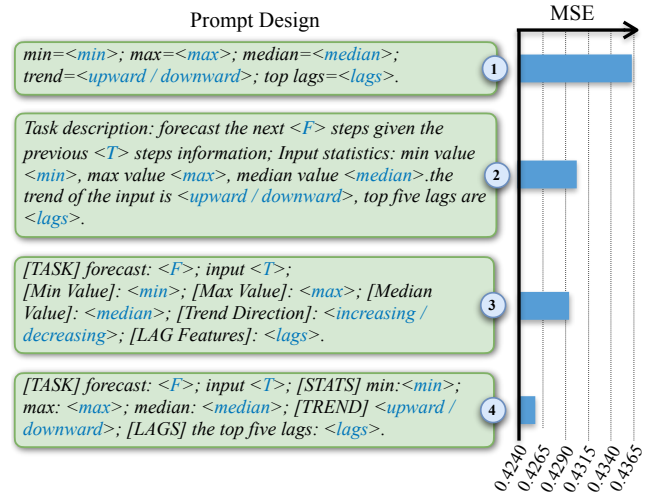 Prompt Design
MSE
min=<min>; max=<max>; median=<median>;
trend=<upward / downward>; top lags=<lags>.
1
Task description: forecast the next <F> steps given the
previous <T> steps information; Input statistics: min value
<min>, max value <max>, median value <median>.the
trend of the input is <upward / downward>, top five lags are
<lags>.
2
[TASK] forecast: <F>; input <T>;
[Min Value]: <min>; [Max Value]: <max>; [Median
Value]: <median>; [Trend Direction]: <increasing /
decreasing>; [LAG Features]: <lags>.
3
[TASK] forecast: <F>; input <T>; [STATS] min:<min>;
max: <max>; median: <median>; [TREND] <upward /
downward>; [LAGS] the top five lags: <lags>.
4
0.4240
0.4265
0.4290
0.4315
0.4340
0.4365